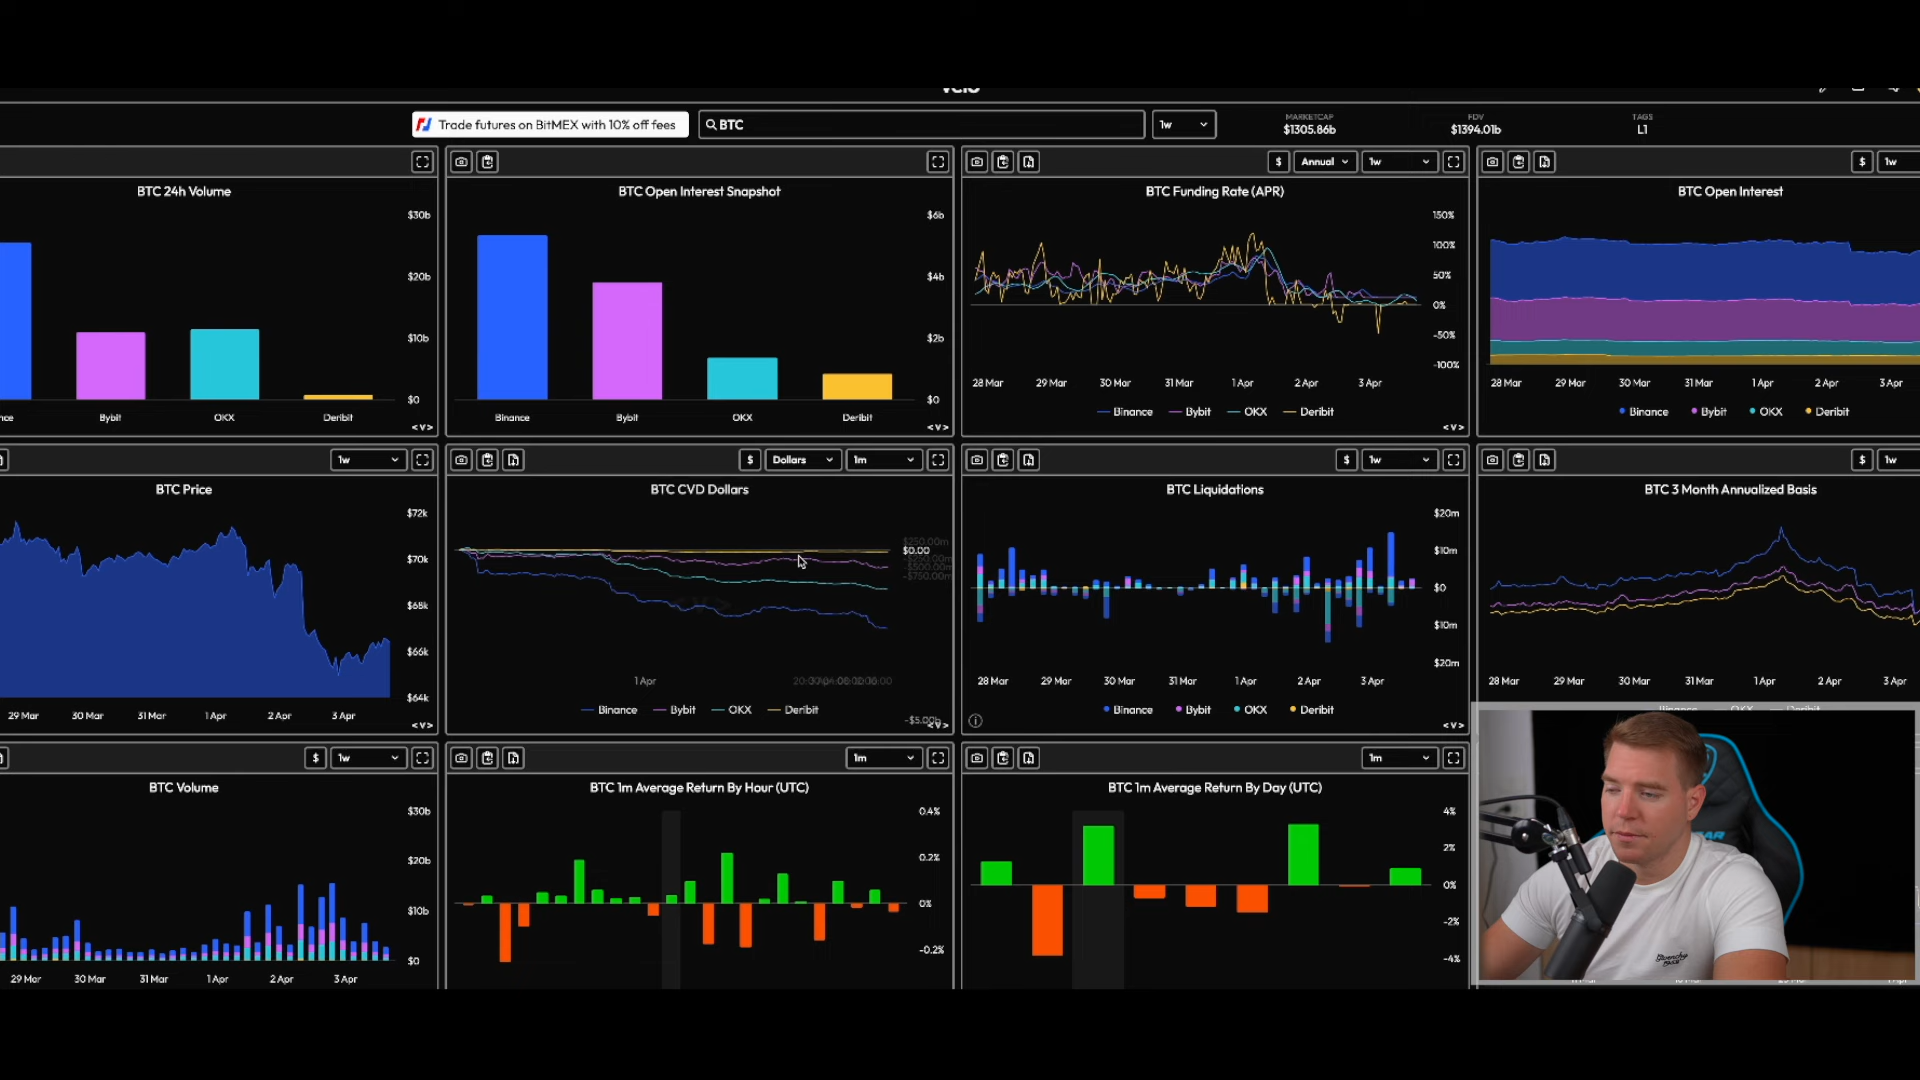 Trade futures on BitMEX with 10% off fees
BTC
1w
MARKETCAP
$1305.86b
FDV
$1394.01b
TAGS
L1
$ Annual 1w
$ 1w
BTC 24h Volume
$30b
$20b
$10b
$0
Bybit OKX Deribit
<V>
BTC Open Interest Snapshot
$6b
$4b
$2b
$0
Binance Bybit OKX Deribit
<V>
BTC Funding Rate (APR)
150%
100%
50%
0%
-50%
-100%
28 Mar 29 Mar 30 Mar 31 Mar 1 Apr 2 Apr 3 Apr
Binance Bybit OKX Deribit
<V>
BTC Open Interest
28 Mar 29 Mar 30 Mar 31 Mar 1 Apr 2 Apr 3 Apr
Binance Bybit OKX Deribit
1w
$ Dollars 1m
$ 1w
$ 1w
BTC Price
$72k
$70k
$68k
$66k
$64k
29 Mar 30 Mar 31 Mar 1 Apr 2 Apr 3 Apr
<V>
BTC CVD Dollars
$0.00
1 Apr
Binance Bybit OKX Deribit
BTC Liquidations
$20m
$10m
$0
$10m
$20m
28 Mar 29 Mar 30 Mar 31 Mar 1 Apr 2 Apr 3 Apr
Binance Bybit OKX Deribit
<V>
BTC 3 Month Annualized Basis
28 Mar 29 Mar 30 Mar 31 Mar 1 Apr 2 Apr 3 Apr
$ 1w
1m
1m
BTC Volume
$30b
$20b
$10b
$0
29 Mar 30 Mar 31 Mar 1 Apr 2 Apr 3 Apr
BTC 1m Average Return By Hour (UTC)
0.4%
0.2%
0%
-0.2%
BTC 1m Average Return By Day (UTC)
4%
2%
0%
-2%
-4%
Givenchy